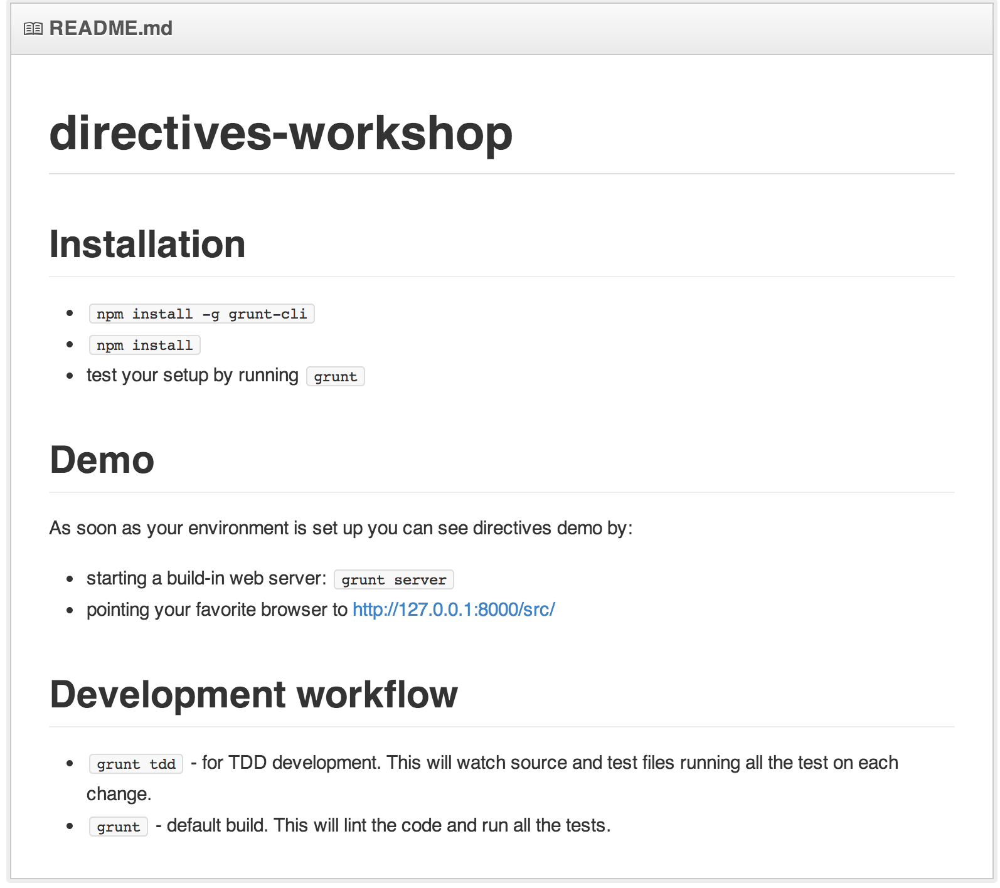 README.md
directives-workshop
Installation
npm install -g grunt-cli
npm install
test your setup by running grunt
Demo
As soon as your environment is set up you can see directives demo by:
starting a build-in web server: grunt server
pointing your favorite browser to http://127.0.0.1:8000/src/
Development workflow
grunt tdd - for TDD development. This will watch source and test files running all the test on each
change.
grunt - default build. This will lint the code and run all the tests.